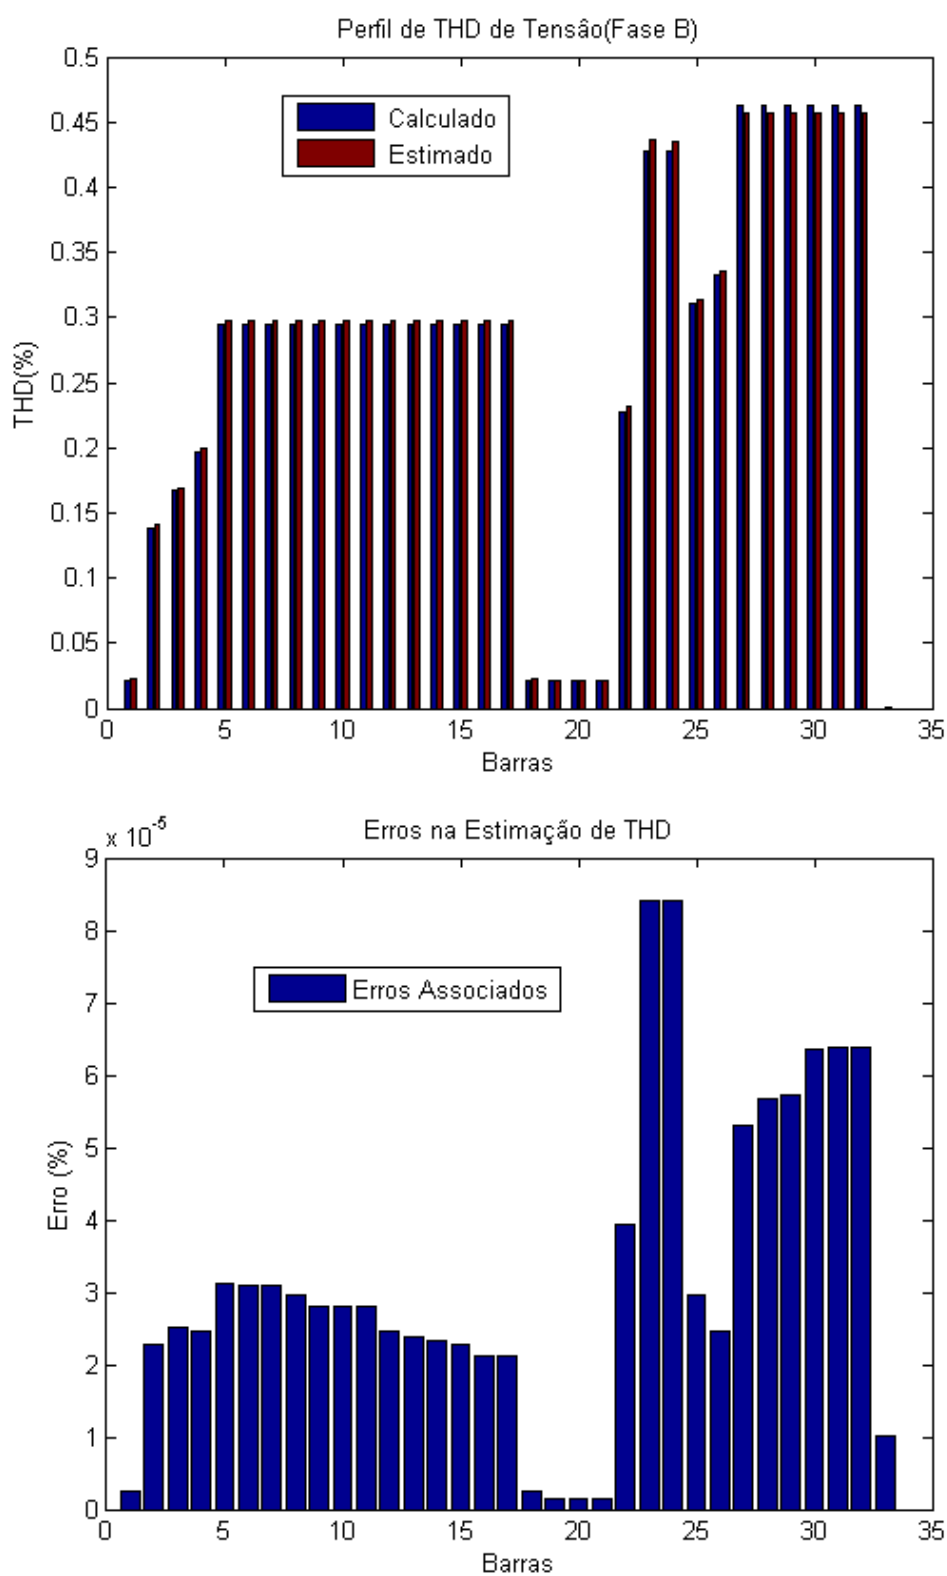 Perfil de THD de Tensão(Fase B)
0.5
0.45
0.4
0.35
0.3
0.25
0.2
0.15
0.1
0.05
0
THD(%)
Calculado
Estimado
0 5 10 15 20 25 30 35
Barras
Erros na Estimação de THD
x 10^-5
9
8
7
6
5
4
3
2
1
0
Erro (%)
Erros Associados
0 5 10 15 20 25 30 35
Barras